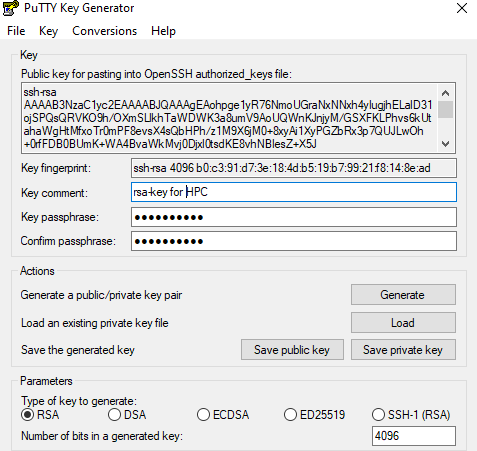 PuTTY Key Generator
File Key Conversions Help
Key
Public key for pasting into OpenSSH authorized_keys file:
ssh-rsa
AAAAB3NzaC1yc2EAAAABJQAAAgEAohpge1yR76NmoUGraNxNNxh4ylugjhELalD31
ojSPQsQRVKO9h/OXmSLlkhTaWDWK3a8umV9AoUQWnKJnjyM/GSXFKLPhvs6kUt
ahaWgHtMfxoTr0mPF8evsX4sQbHPh/z1M9X6jM0+8xyAi1XyPGZbRx3p7QUJLwOh
+0rfFDB0BUmK+WA4BvaWkMvj0Djxl0tsdKE8vhNBlesZ+X5J
Key fingerprint: ssh-rsa 4096 b0:c3:91:d7:3e:18:4d:b5:19:b7:99:21:f8:14:8e:ad
Key comment: rsa-key for HPC
Key passphrase: ●●●●●●●●●●
Confirm passphrase: ●●●●●●●●●●
Actions
Generate a public/private key pair Generate
Load an existing private key file Load
Save the generated key Save public key Save private key
Parameters
Type of key to generate:
RSA DSA ECDSA ED25519 SSH-1 (RSA)
Number of bits in a generated key: 4096